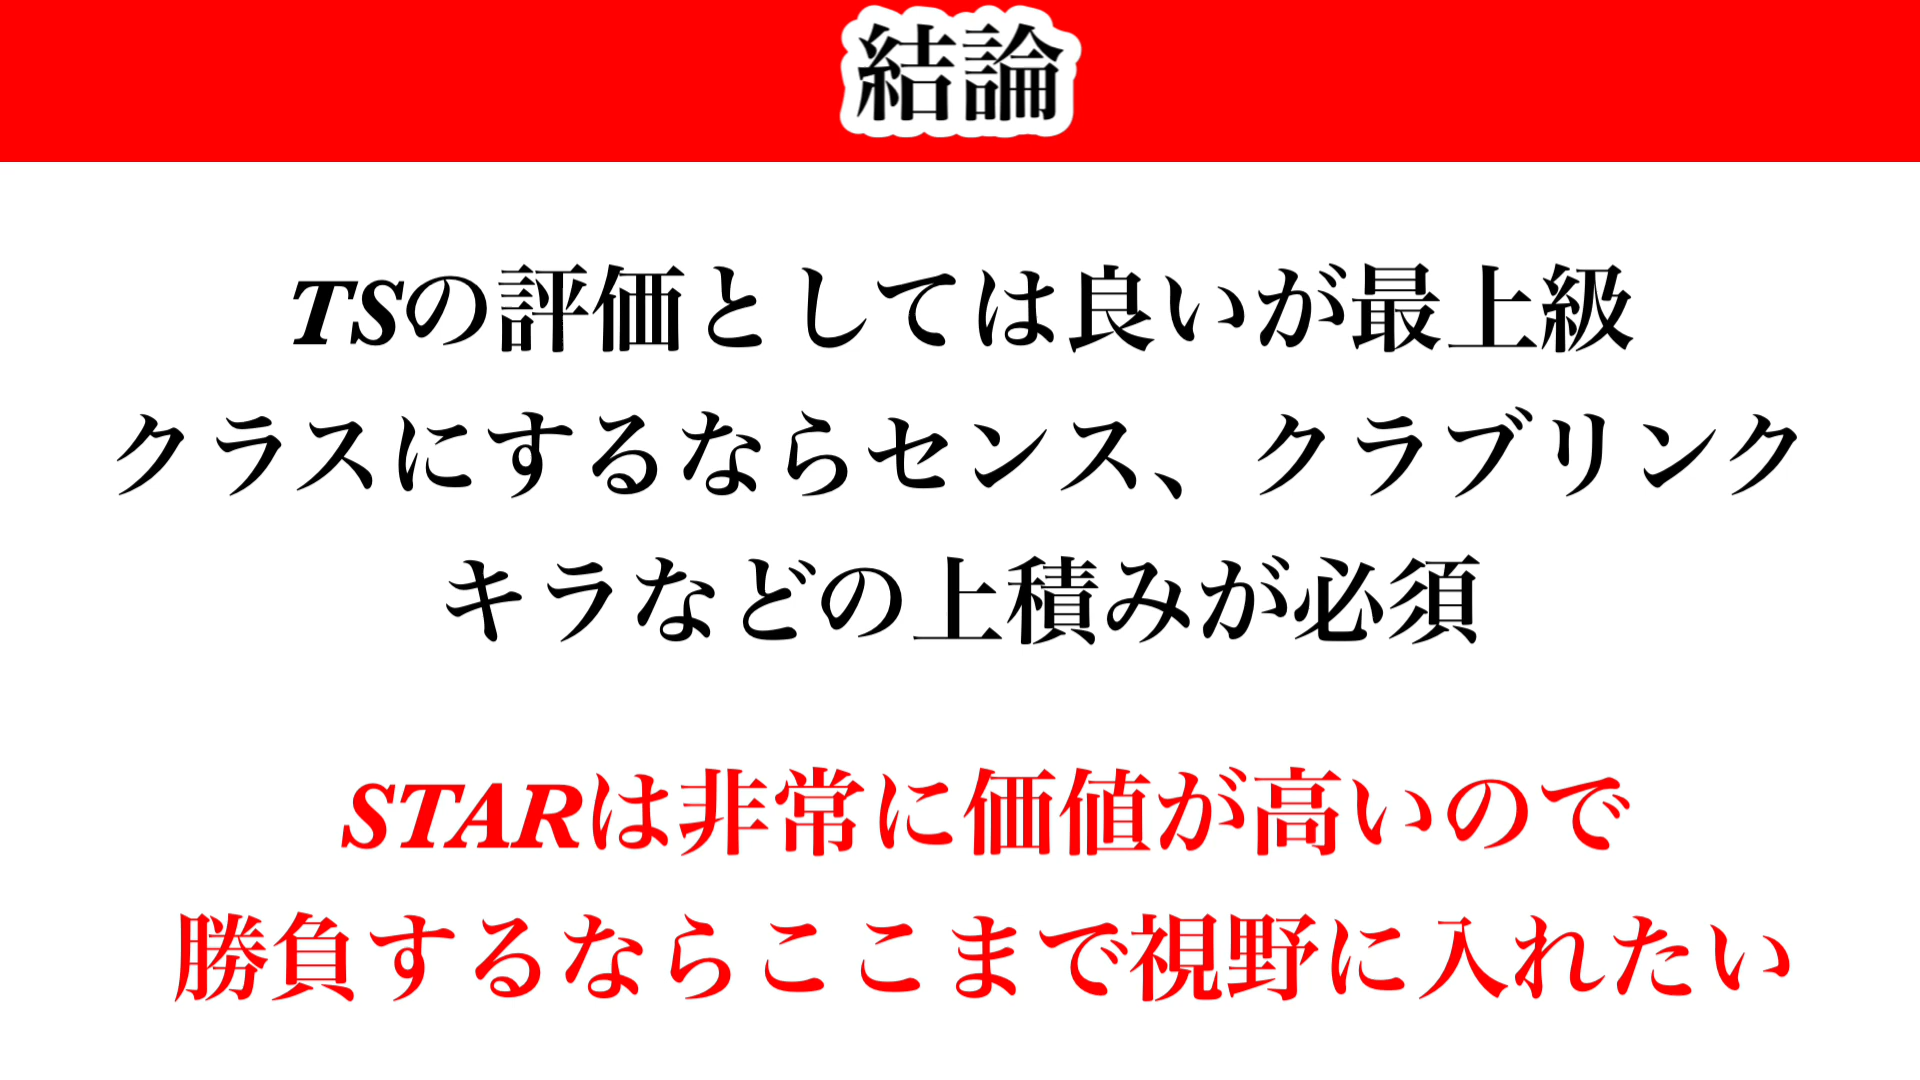 結論
TSの評価としては良いが最上級
クラスにするならセンス、クラブリンク
キラなどの上積みが必須
STARは非常に価値が高いので
勝負するならここまで視野に入れたい